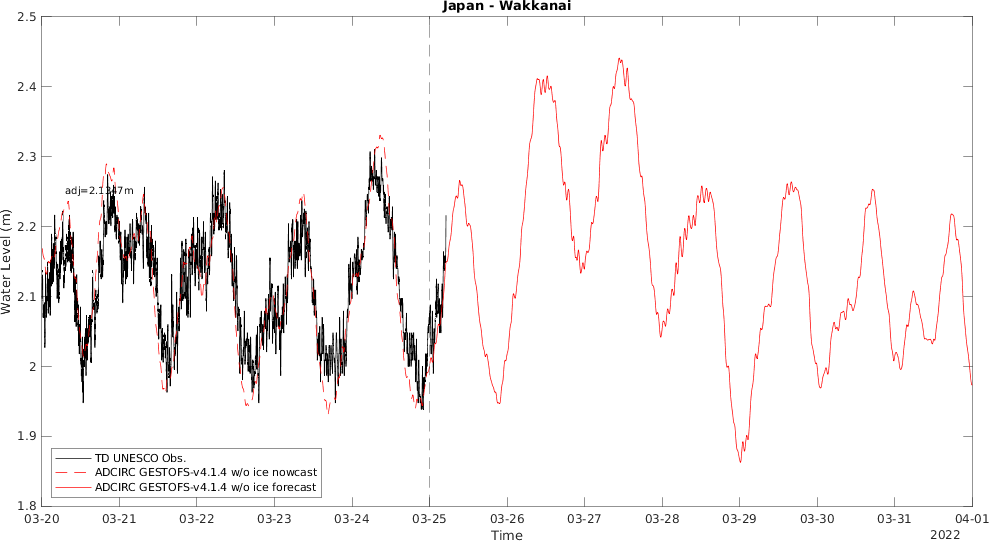 Japan - Wakkanai
Water Level (m)
2.5
2.4
2.3
2.2
2.1
2
1.9
1.8
adj=2.1347m
TD UNESCO Obs.
ADCIRC GESTOFS-v4.1.4 w/o ice nowcast
ADCIRC GESTOFS-v4.1.4 w/o ice forecast
03-20 03-21 03-22 03-23 03-24 03-25 03-26 03-27 03-28 03-29 03-30 03-31 04-01
Time
2022